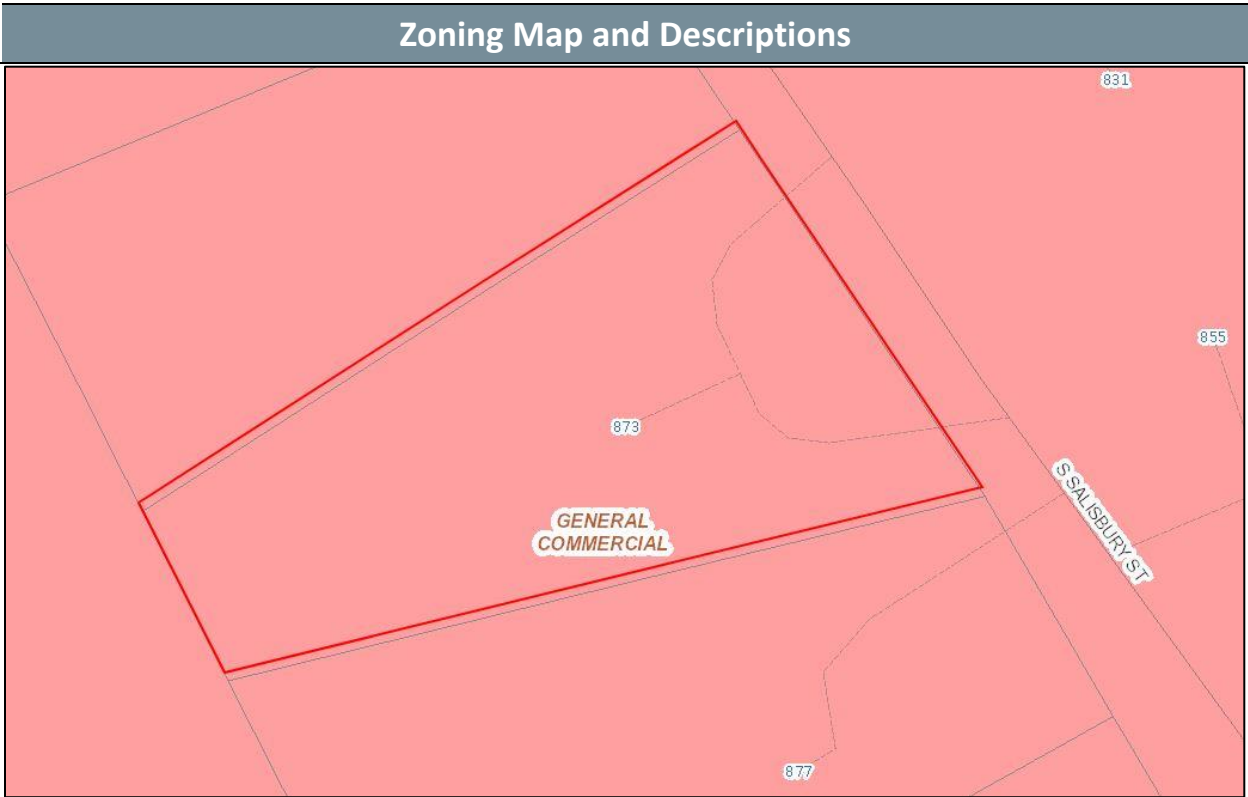 Zoning Map and Descriptions
831
855
873
GENERAL
COMMERCIAL
S SALISBURY ST
877